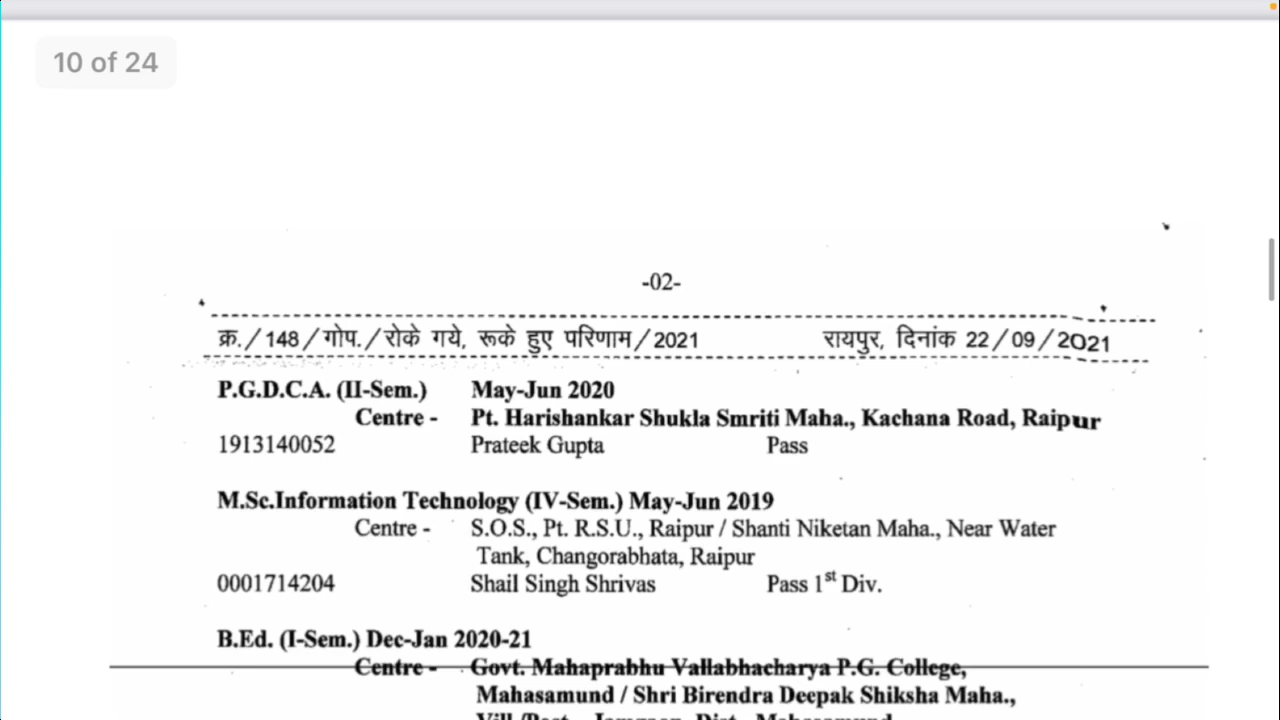 10 of 24
-02-
क्र./148/गोप./रोके गये, रूके हुए परिणाम/2021 रायपुर, दिनांक 22/09/2021
P.G.D.C.A. (II-Sem.) May-Jun 2020
Centre - Pt. Harishankar Shukla Smriti Maha., Kachana Road, Raipur
1913140052 Prateek Gupta Pass
M.Sc.Information Technology (IV-Sem.) May-Jun 2019
Centre - S.O.S., Pt. R.S.U., Raipur / Shanti Niketan Maha., Near Water
Tank, Changorabhata, Raipur
0001714204 Shail Singh Shrivas Pass 1st Div.
B.Ed. (I-Sem.) Dec-Jan 2020-21
Centre - Govt. Mahaprabhu Vallabhacharya P.G. College,
Mahasamund / Shri Birendra Deepak Shiksha Maha.,